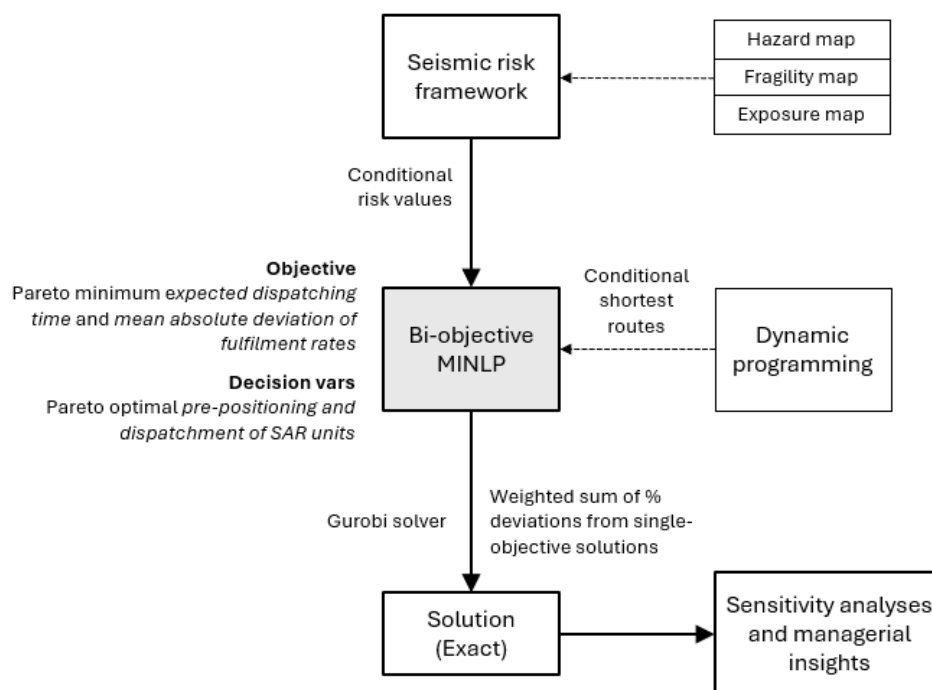 Seismic risk
framework
Hazard map
Fragility map
Exposure map
Conditional
risk values
Objective
Pareto minimum expected dispatching
time and mean absolute deviation of
fulfilment rates
Decision vars
Pareto optimal pre-positioning and
dispatchment of SAR units
Bi-objective
MINLP
Conditional
shortest
routes
Dynamic
programming
Gurobi solver
Weighted sum of %
deviations from single-
objective solutions
Solution
(Exact)
Sensitivity analyses
and managerial
insights